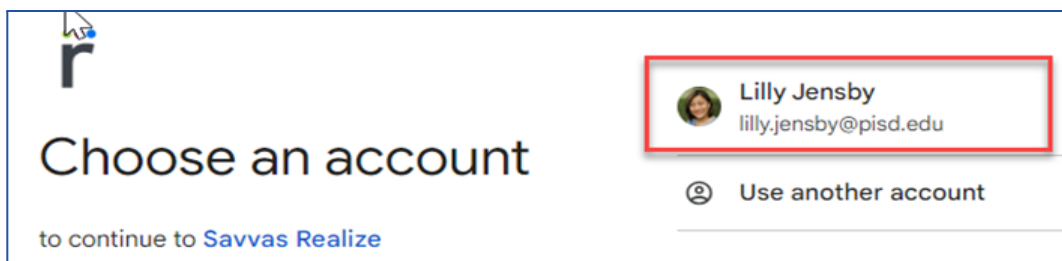 r
Choose an account
to continue to Savvas Realize
Lilly Jensby
lilly.jensby@pisd.edu
Use another account